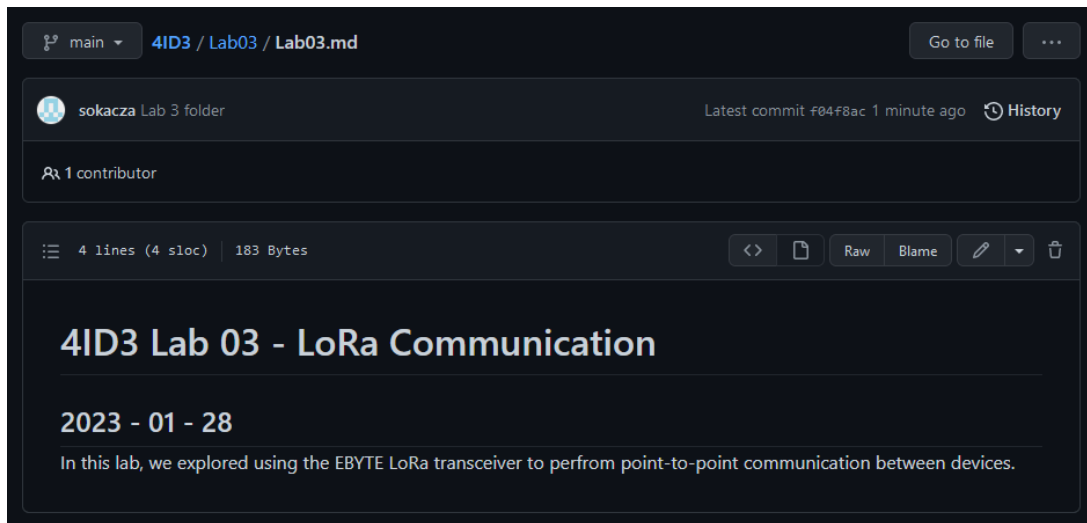 main 4ID3 / Lab03 / Lab03.md Go to file ...
sokacza Lab 3 folder Latest commit f04f8ac 1 minute ago History
1 contributor
4 lines (4 sloc) 183 Bytes <> Raw Blame
4ID3 Lab 03 - LoRa Communication
2023 - 01 - 28
In this lab, we explored using the EBYTE LoRa transceiver to perfrom point-to-point communication between devices.